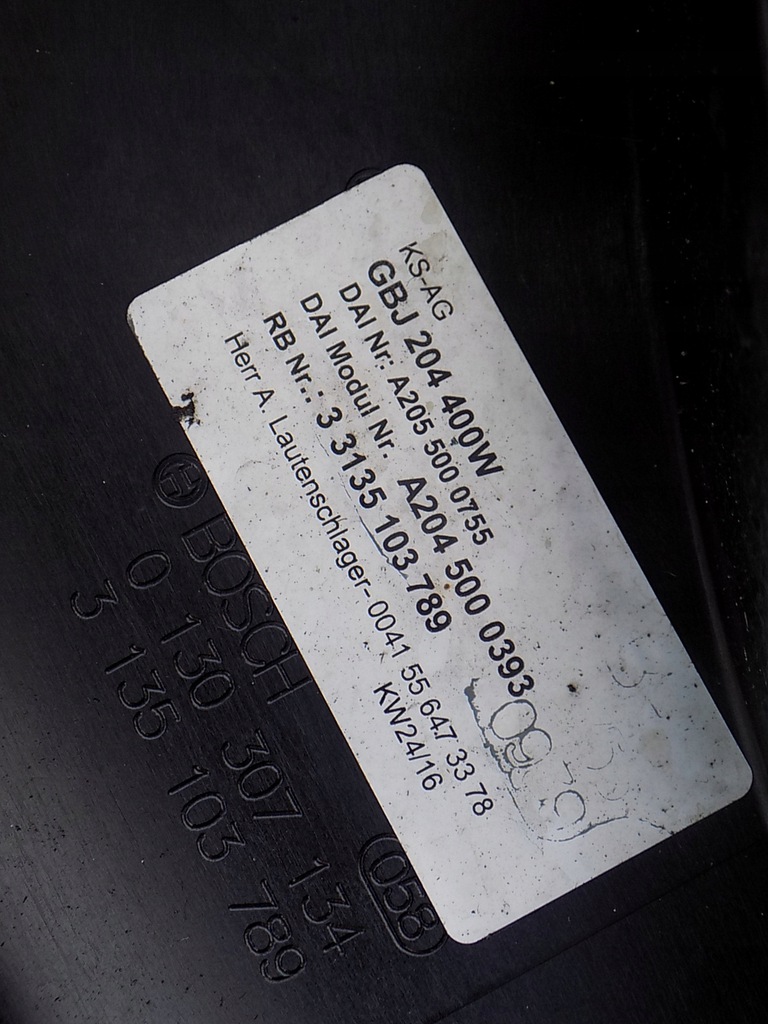 KS-AG
GBJ 204 400W
DAI Nr: A205 500 0755
DAI Modul Nr. A204 500 0393
RB Nr.: 3 3135 103 789
Herr A. Lautenschlager- 0041 55 647 33 78
KW24/16
BOSCH
0 130 307 134
3 135 103 789
058